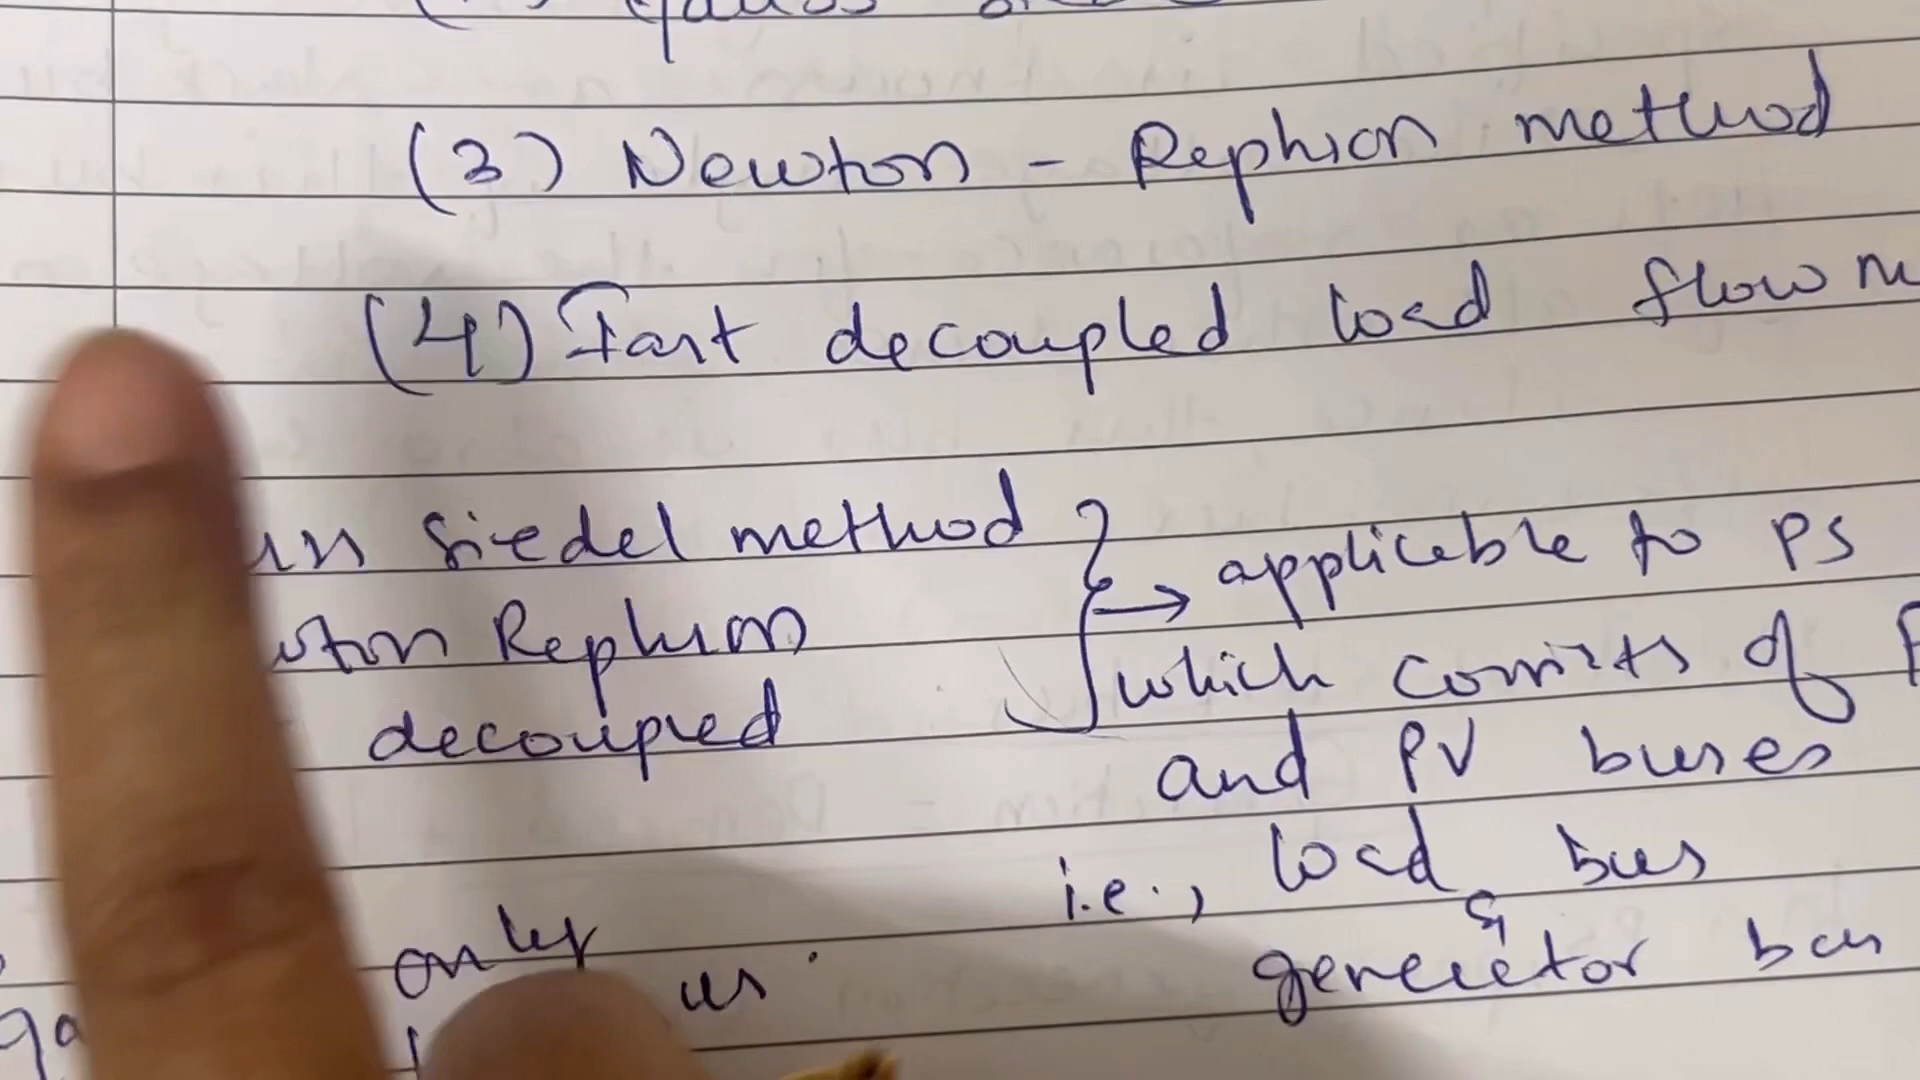 (3) Newton - Rephson method
(4) Fast decoupled load flow
siedel method
Rephson → applicable to PS
decoupled which consists of
and PV buses
i.e., load bus
&
only generator bus